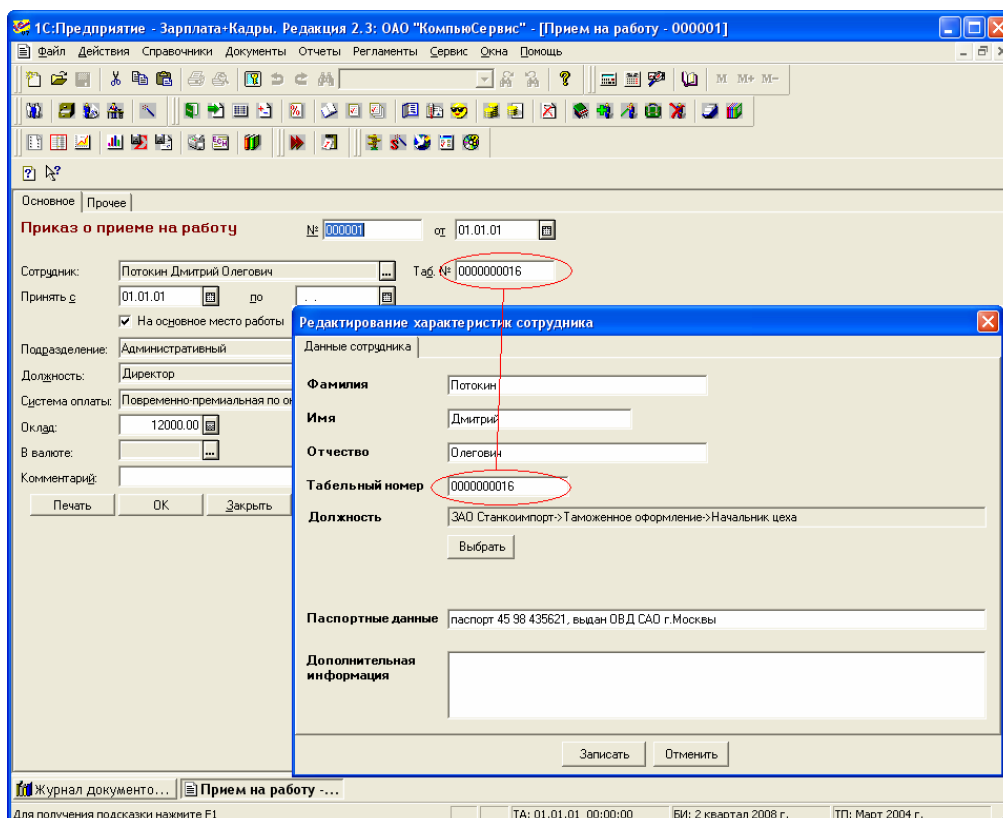 1С:Предприятие - Зарплата+Кадры. Редакция 2.3: ОАО "КомпьюСервис" - [Прием на работу - 000001]
Файл Действия Справочники Документы Отчеты Регламенты Сервис Окна Помощь
M M+ M-
Основное Прочее
Приказ о приеме на работу № 000001 от 01.01.01
Сотрудник: Потокин Дмитрий Олегович ... Таб. № 0000000016
Принять с 01.01.01 по . .
На основное место работы
Подразделение: Административный
Должность: Директор
Система оплаты: Повременно-премиальная по
Оклад: 12000.00
В валюте: ...
Комментарий:
Печать OK Закрыть
Редактирование характеристик сотрудника
Данные сотрудника
Фамилия Потокин
Имя Дмитрий
Отчество Олегович
Табельный номер 0000000016
Должность ЗАО Станкоимпорт->Таможенное оформление->Начальник цеха
Выбрать
Паспортные данные паспорт 45 98 435621, выдан ОВД САО г.Москвы
Дополнительная
информация
Записать Отменить
Журнал документо... Прием на работу -...
Для получения подсказки нажмите F1 ТА: 01.01.01 00:00:00 БИ: 2 квартал 2008 г. ТП: Март 2004 г.